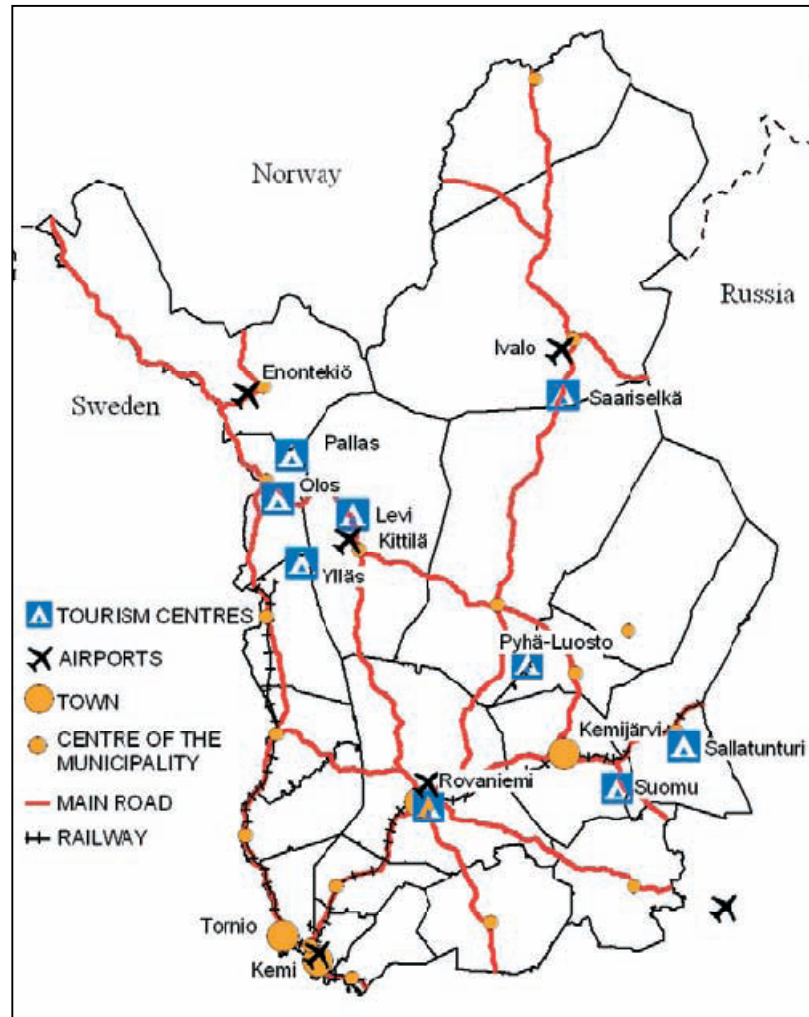 Norway
Russia
Ivalo
Enontekiö
Saariselkä
Sweden
Pallas
Olos
Levi
Kittilä
Ylläs
TOURISM CENTRES
AIRPORTS
TOWN
CENTRE OF THE
MUNICIPALITY
MAIN ROAD
RAILWAY
Pyhä-Luosto
Kemijärvi
Sallatunturi
Rovaniemi
Suomu
Tornio
Kemi